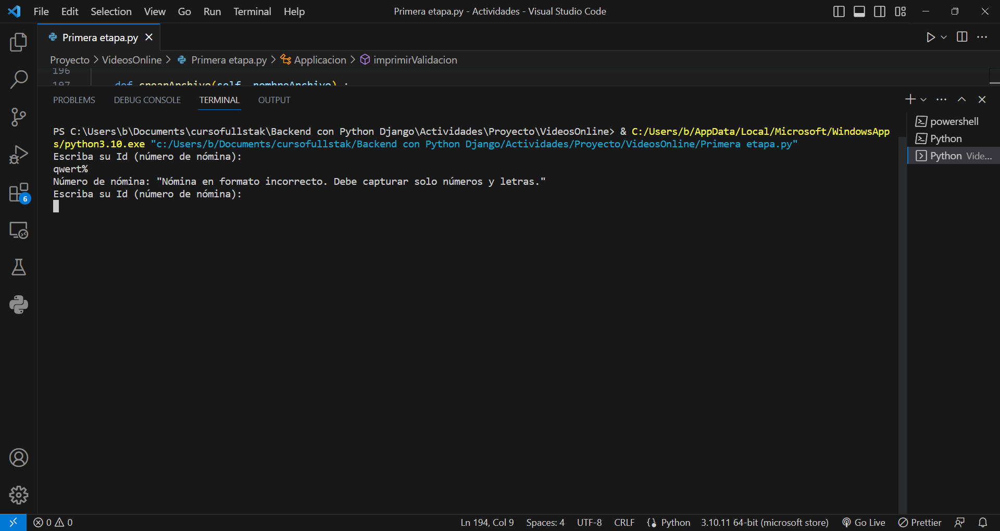 File Edit Selection View Go Run Terminal Help
Primera etapa.py - Actividades - Visual Studio Code
Primera etapa.py
Proyecto > VideosOnline > Primera etapa.py > Applicacion > imprimirValidacion
196
197 def crearArchivo(self, nombreArchivo) :
PROBLEMS DEBUG CONSOLE TERMINAL OUTPUT
PS C:\Users\b\Documents\cursofullstak\Backend con Python Django\Actividades\Proyecto\VideosOnline> & C:/Users/b/AppData/Local/Microsoft/WindowsApp
s/python3.10.exe "c:/Users/b/Documents/cursofullstak/Backend con Python Django/Actividades/Proyecto/VideosOnline/Primera etapa.py"
Escriba su Id (número de nómina):
qwert%
Número de nómina: "Nómina en formato incorrecto. Debe capturar solo números y letras."
Escriba su Id (número de nómina):
powershell
Python
Python Vide...
6
0 0
Ln 194, Col 9 Spaces: 4 UTF-8 CRLF Python 3.10.11 64-bit (microsoft store) Go Live Prettier